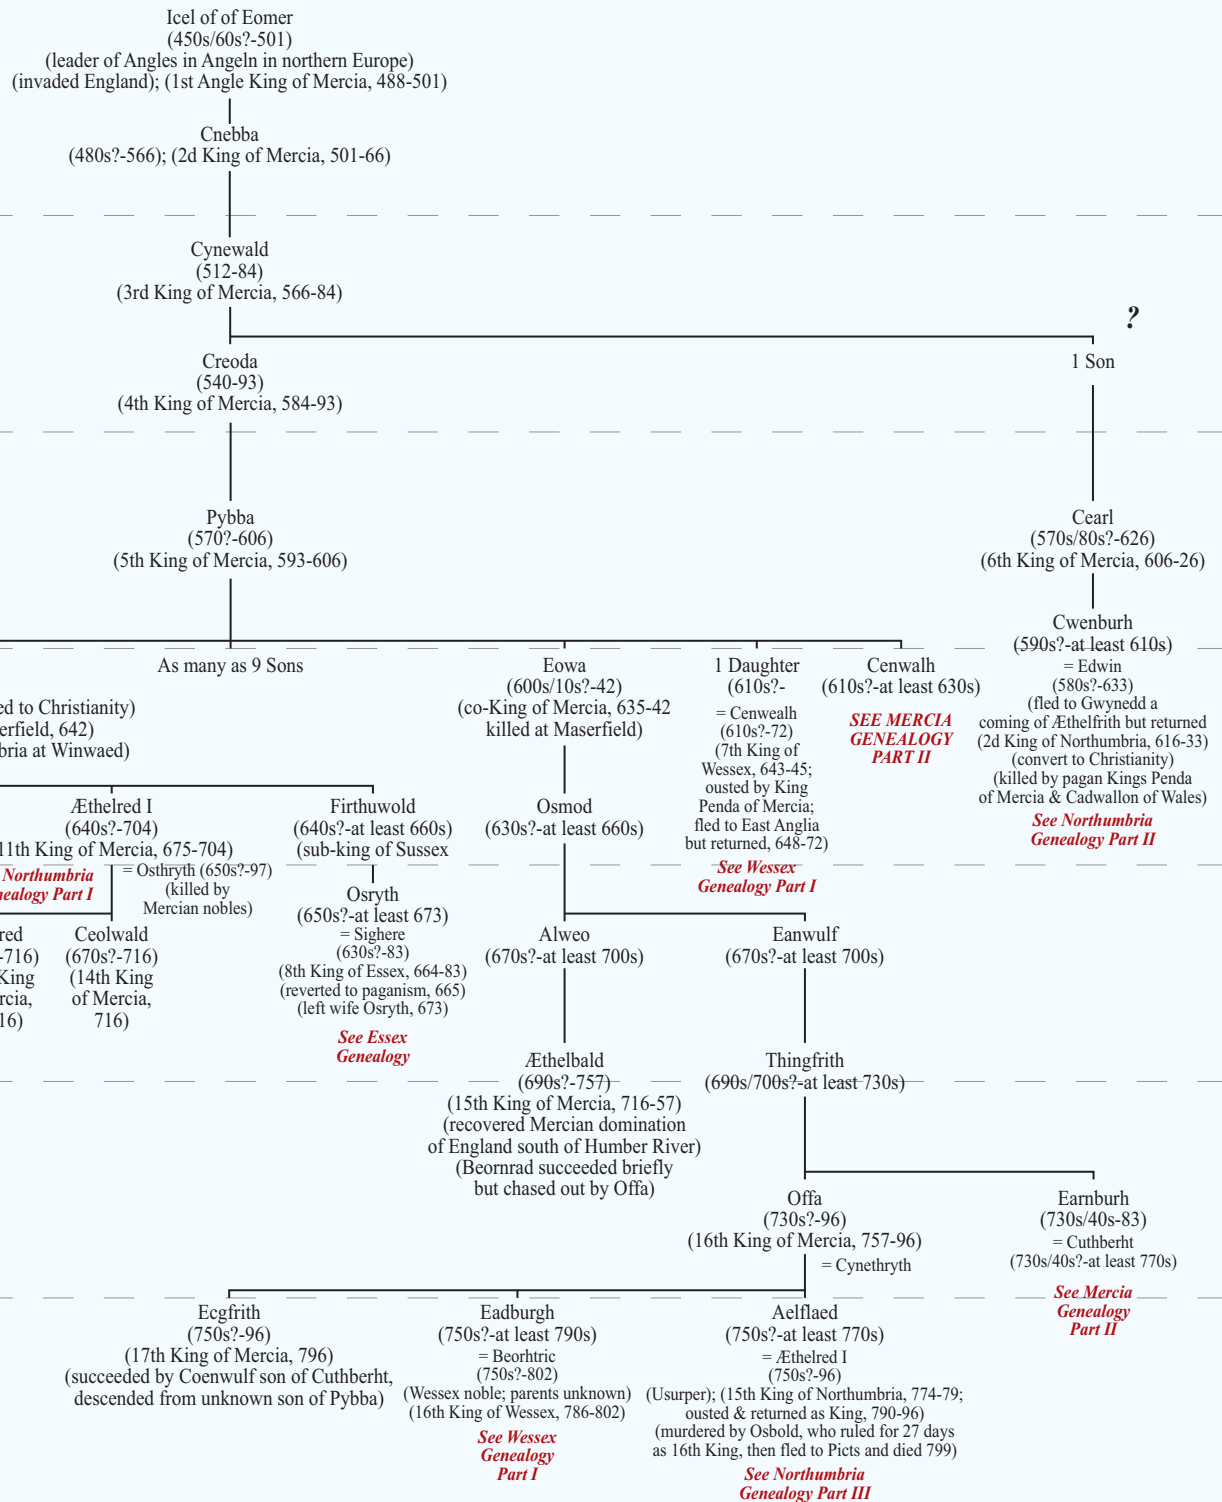 Icel of of Eomer
(450s/60s?-501)
(leader of Angles in Angeln in northern Europe)
(invaded England); (1st Angle King of Mercia, 488-501)
Cnebba
(480s?-566); (2d King of Mercia, 501-66)
Cynewald
(512-84)
(3rd King of Mercia, 566-84)
?
Creoda
(540-93)
(4th King of Mercia, 584-93)
1 Son
Pybba
(570?-606)
(5th King of Mercia, 593-606)
Cearl
(570s/80s?-626)
(6th King of Mercia, 606-26)
Cwenburh
(590s?-at least 610s)
= Edwin
(580s?-633)
(fled to Gwynedd a
coming of Æthelfrith but returned
(2d King of Northumbria, 616-33)
(convert to Christianity)
(killed by pagan Kings Penda
of Mercia & Cadwallon of Wales)
See Northumbria
Genealogy Part II
As many as 9 Sons
ed to Christianity)
erfield, 642)
bria at Winwaed)
Eowa
(600s/10s?-42)
(co-King of Mercia, 635-42
killed at Maserfield)
1 Daughter
(610s?-
= Cenwealh
(610s?-72)
(7th King of
Wessex, 643-45;
ousted by King
Penda of Mercia;
fled to East Anglia
but returned, 648-72)
See Wessex
Genealogy Part I
Cenwalh
(610s?-at least 630s)
SEE MERCIA
GENEALOGY
PART II
Æthelred I
(640s?-704)
11th King of Mercia, 675-704)
= Osthryth (650s?-97)
(killed by
Mercian nobles)
Northumbria
nealogy Part I
Firthuwold
(640s?-at least 660s)
(sub-king of Sussex
Osmod
(630s?-at least 660s)
Osryth
(650s?-at least 673)
= Sighere
(630s?-83)
(8th King of Essex, 664-83)
(reverted to paganism, 665)
(left wife Osryth, 673)
See Essex
Genealogy
red
-716)
King
rcia,
16)
Ceolwald
(670s?-716)
(14th King
of Mercia,
716)
Alweo
(670s?-at least 700s)
Eanwulf
(670s?-at least 700s)
Æthelbald
(690s?-757)
(15th King of Mercia, 716-57)
(recovered Mercian domination
of England south of Humber River)
(Beornrad succeeded briefly
but chased out by Offa)
Thingfrith
(690s/700s?-at least 730s)
Offa
(730s?-96)
(16th King of Mercia, 757-96)
= Cynethryth
Earnburh
(730s/40s-83)
= Cuthberht
(730s/40s?-at least 770s)
See Mercia
Genealogy
Part II
Ecgfrith
(750s?-96)
(17th King of Mercia, 796)
(succeeded by Coenwulf son of Cuthberht,
descended from unknown son of Pybba)
Eadburgh
(750s?-at least 790s)
= Beorhtric
(750s?-802)
(Wessex noble; parents unknown)
(16th King of Wessex, 786-802)
See Wessex
Genealogy
Part I
Aelflaed
(750s?-at least 770s)
= Æthelred I
(750s?-96)
(Usurper); (15th King of Northumbria, 774-79;
ousted & returned as King, 790-96)
(murdered by Osbold, who ruled for 27 days
as 16th King, then fled to Picts and died 799)
See Northumbria
Genealogy Part III